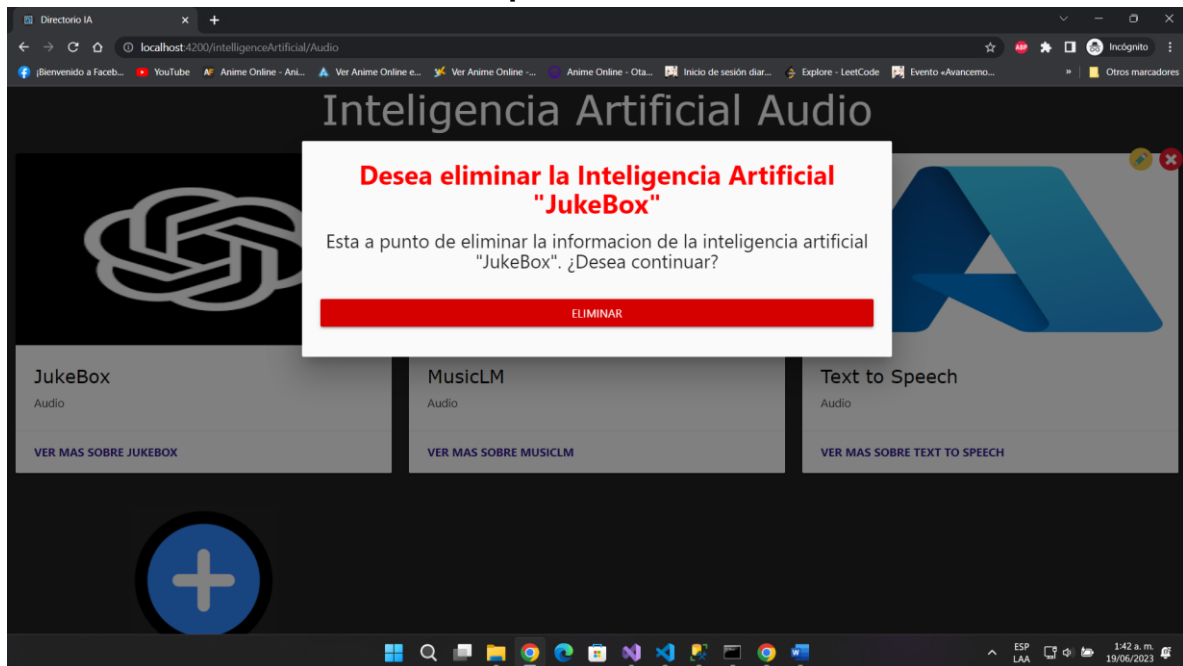 Directorio IA
localhost:4200/intelligenceArtificial/Audio
Incógnito
¡Bienvenido a Faceb...
YouTube
Anime Online - Ani...
Ver Anime Online e...
Ver Anime Online -...
Anime Online - Ota...
Inicio de sesión diar...
Explore - LeetCode
Evento «Avancemo...
»
Otros marcadores
Inteligencia Artificial Audio
Desea eliminar la Inteligencia Artificial
"JukeBox"
Esta a punto de eliminar la informacion de la inteligencia artificial
"JukeBox". ¿Desea continuar?
ELIMINAR
JukeBox
Audio
VER MAS SOBRE JUKEBOX
MusicLM
Audio
VER MAS SOBRE MUSICLM
Text to Speech
Audio
VER MAS SOBRE TEXT TO SPEECH
ESP
LAA
1:42 a. m.
19/06/2023